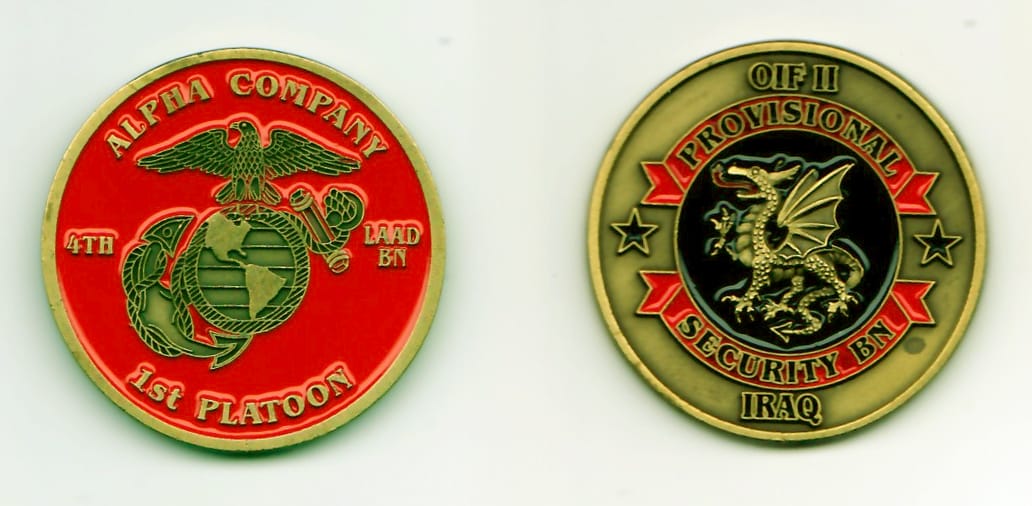 ALPHA COMPANY
4TH
LAAD
BN
1st PLATOON
OIF II
PROVISIONAL
SECURITY BN
IRAQ